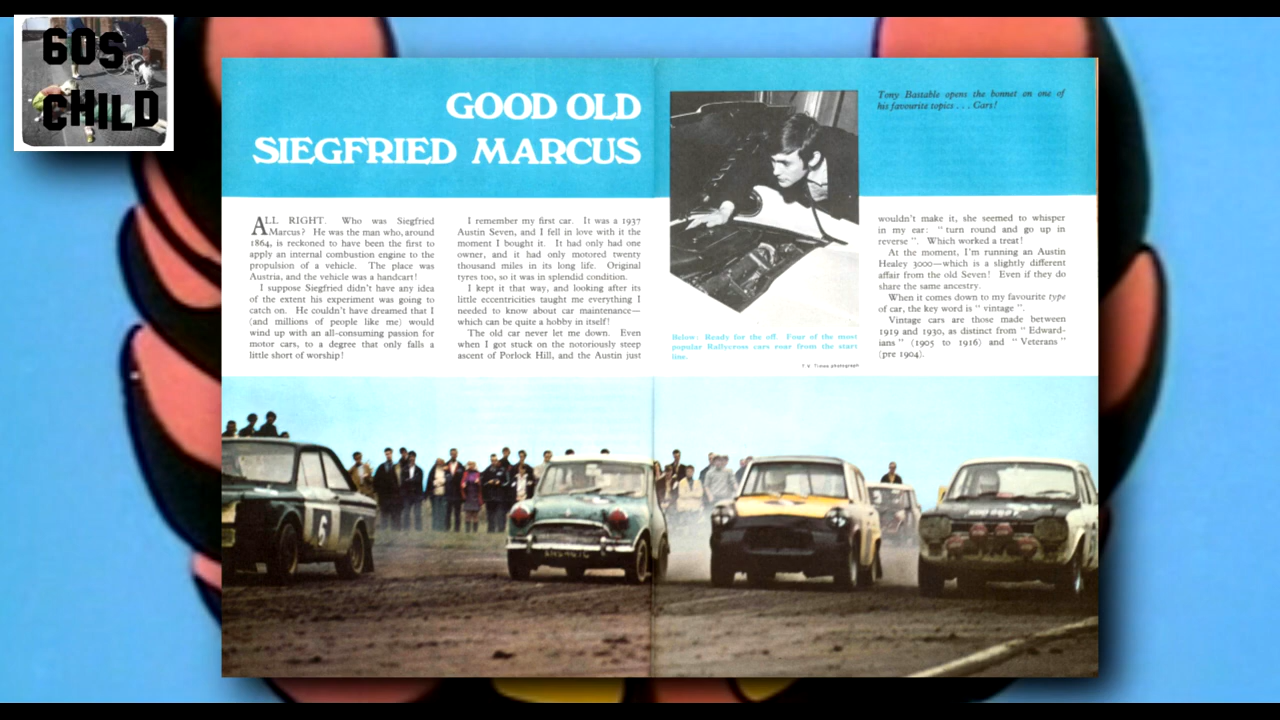 60s
CHILD
GOOD OLD
SIEGFRIED MARCUS
Tony Bastable opens the bonnet on one of
his favourite topics . . . Cars!
ALL RIGHT. Who was Siegfried
Marcus? He was the man who, around
1864, is reckoned to have been the first to
apply an internal combustion engine to the
propulsion of a vehicle. The place was
Austria, and the vehicle was a handcart!
I suppose Siegfried didn't have any idea
of the extent his experiment was going to
catch on. He couldn't have dreamed that I
(and millions of people like me) would
wind up with an all-consuming passion for
motor cars, to a degree that only falls a
little short of worship!
I remember my first car. It was a 1937
Austin Seven, and I fell in love with it the
moment I bought it. It had only had one
owner, and it had only motored twenty
thousand miles in its long life. Original
tyres too, so it was in splendid condition.
I kept it that way, and looking after its
little eccentricities taught me everything I
needed to know about car maintenance—
which can be quite a hobby in itself!
The old car never let me down. Even
when I got stuck on the notoriously steep
ascent of Porlock Hill, and the Austin just
Below: Ready for the off. Four of the most
popular Rallycross cars roar from the start
line.
T.V. Times photograph
wouldn't make it, she seemed to whisper
in my ear: "turn round and go up in
reverse". Which worked a treat!
At the moment, I'm running an Austin
Healey 3000—which is a slightly different
affair from the old Seven! Even if they do
share the same ancestry.
When it comes down to my favourite type
of car, the key word is "vintage".
Vintage cars are those made between
1919 and 1930, as distinct from "Edward-
ians" (1905 to 1916) and "Veterans"
(pre 1904).
5